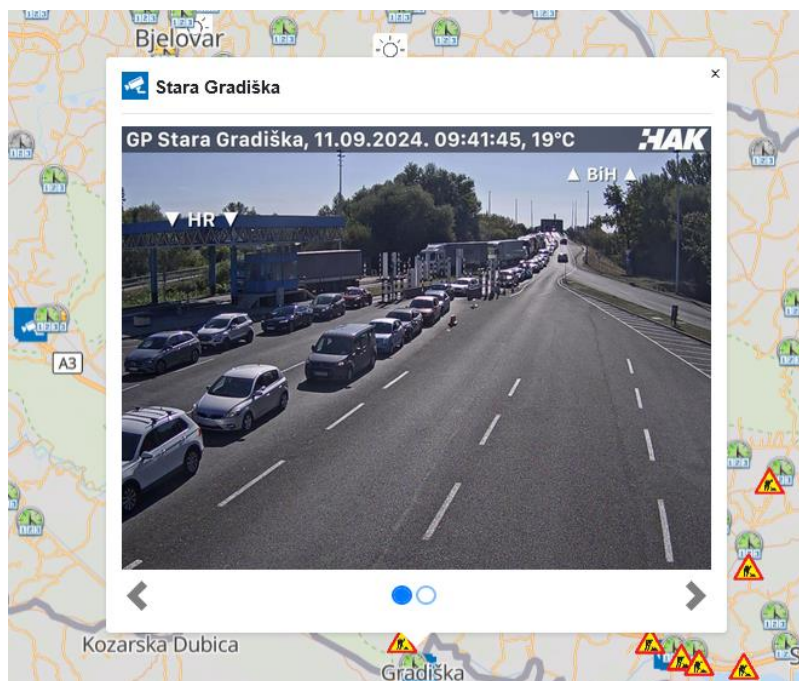 Bjelovar
Stara Gradiška
x
GP Stara Gradiška, 11.09.2024. 09:41:45, 19°C
HAK
▲ BiH ▲
▼ HR ▼
A3
Kozarska Dubica
Gradiška
S